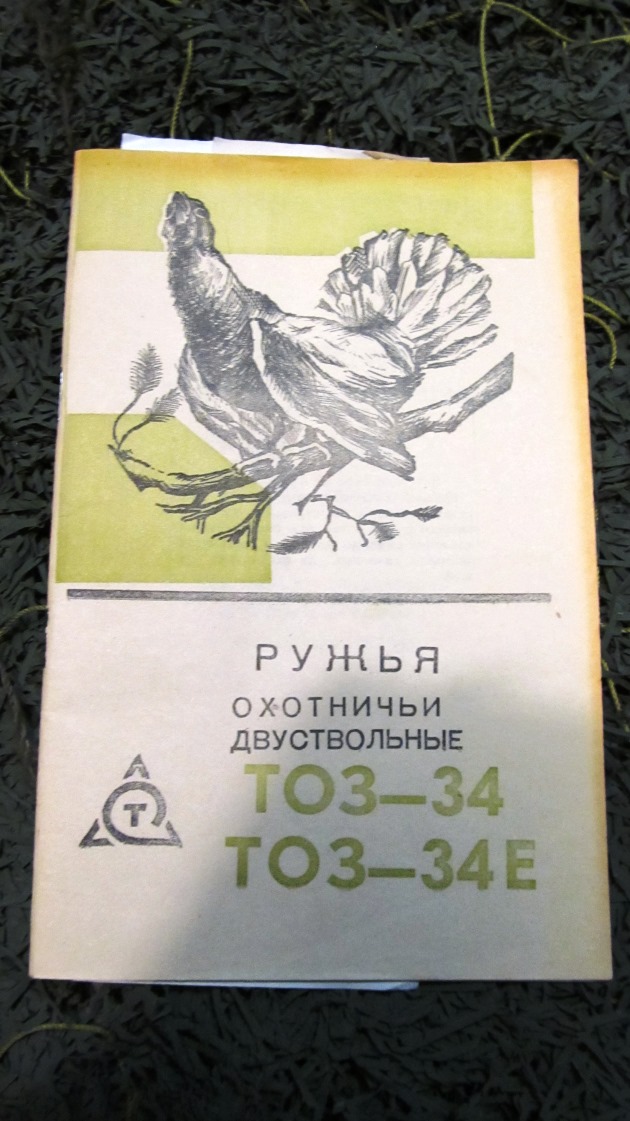 РУЖЬЯ
ОХОТНИЧЬИ
ДВУСТВОЛЬНЫЕ
ТОЗ—34
ТОЗ—34Е
Т